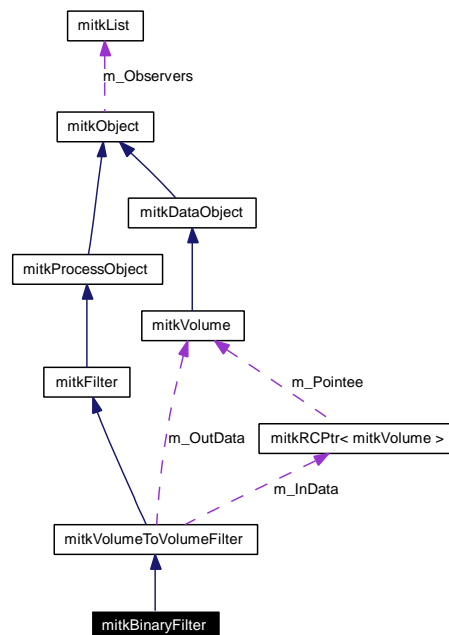 mitkList
m_Observers
mitkObject
mitkDataObject
mitkProcessObject
mitkVolume
mitkFilter
m_Pointee
m_OutData
mitkRCPtr< mitkVolume >
m_InData
mitkVolumeToVolumeFilter
mitkBinaryFilter